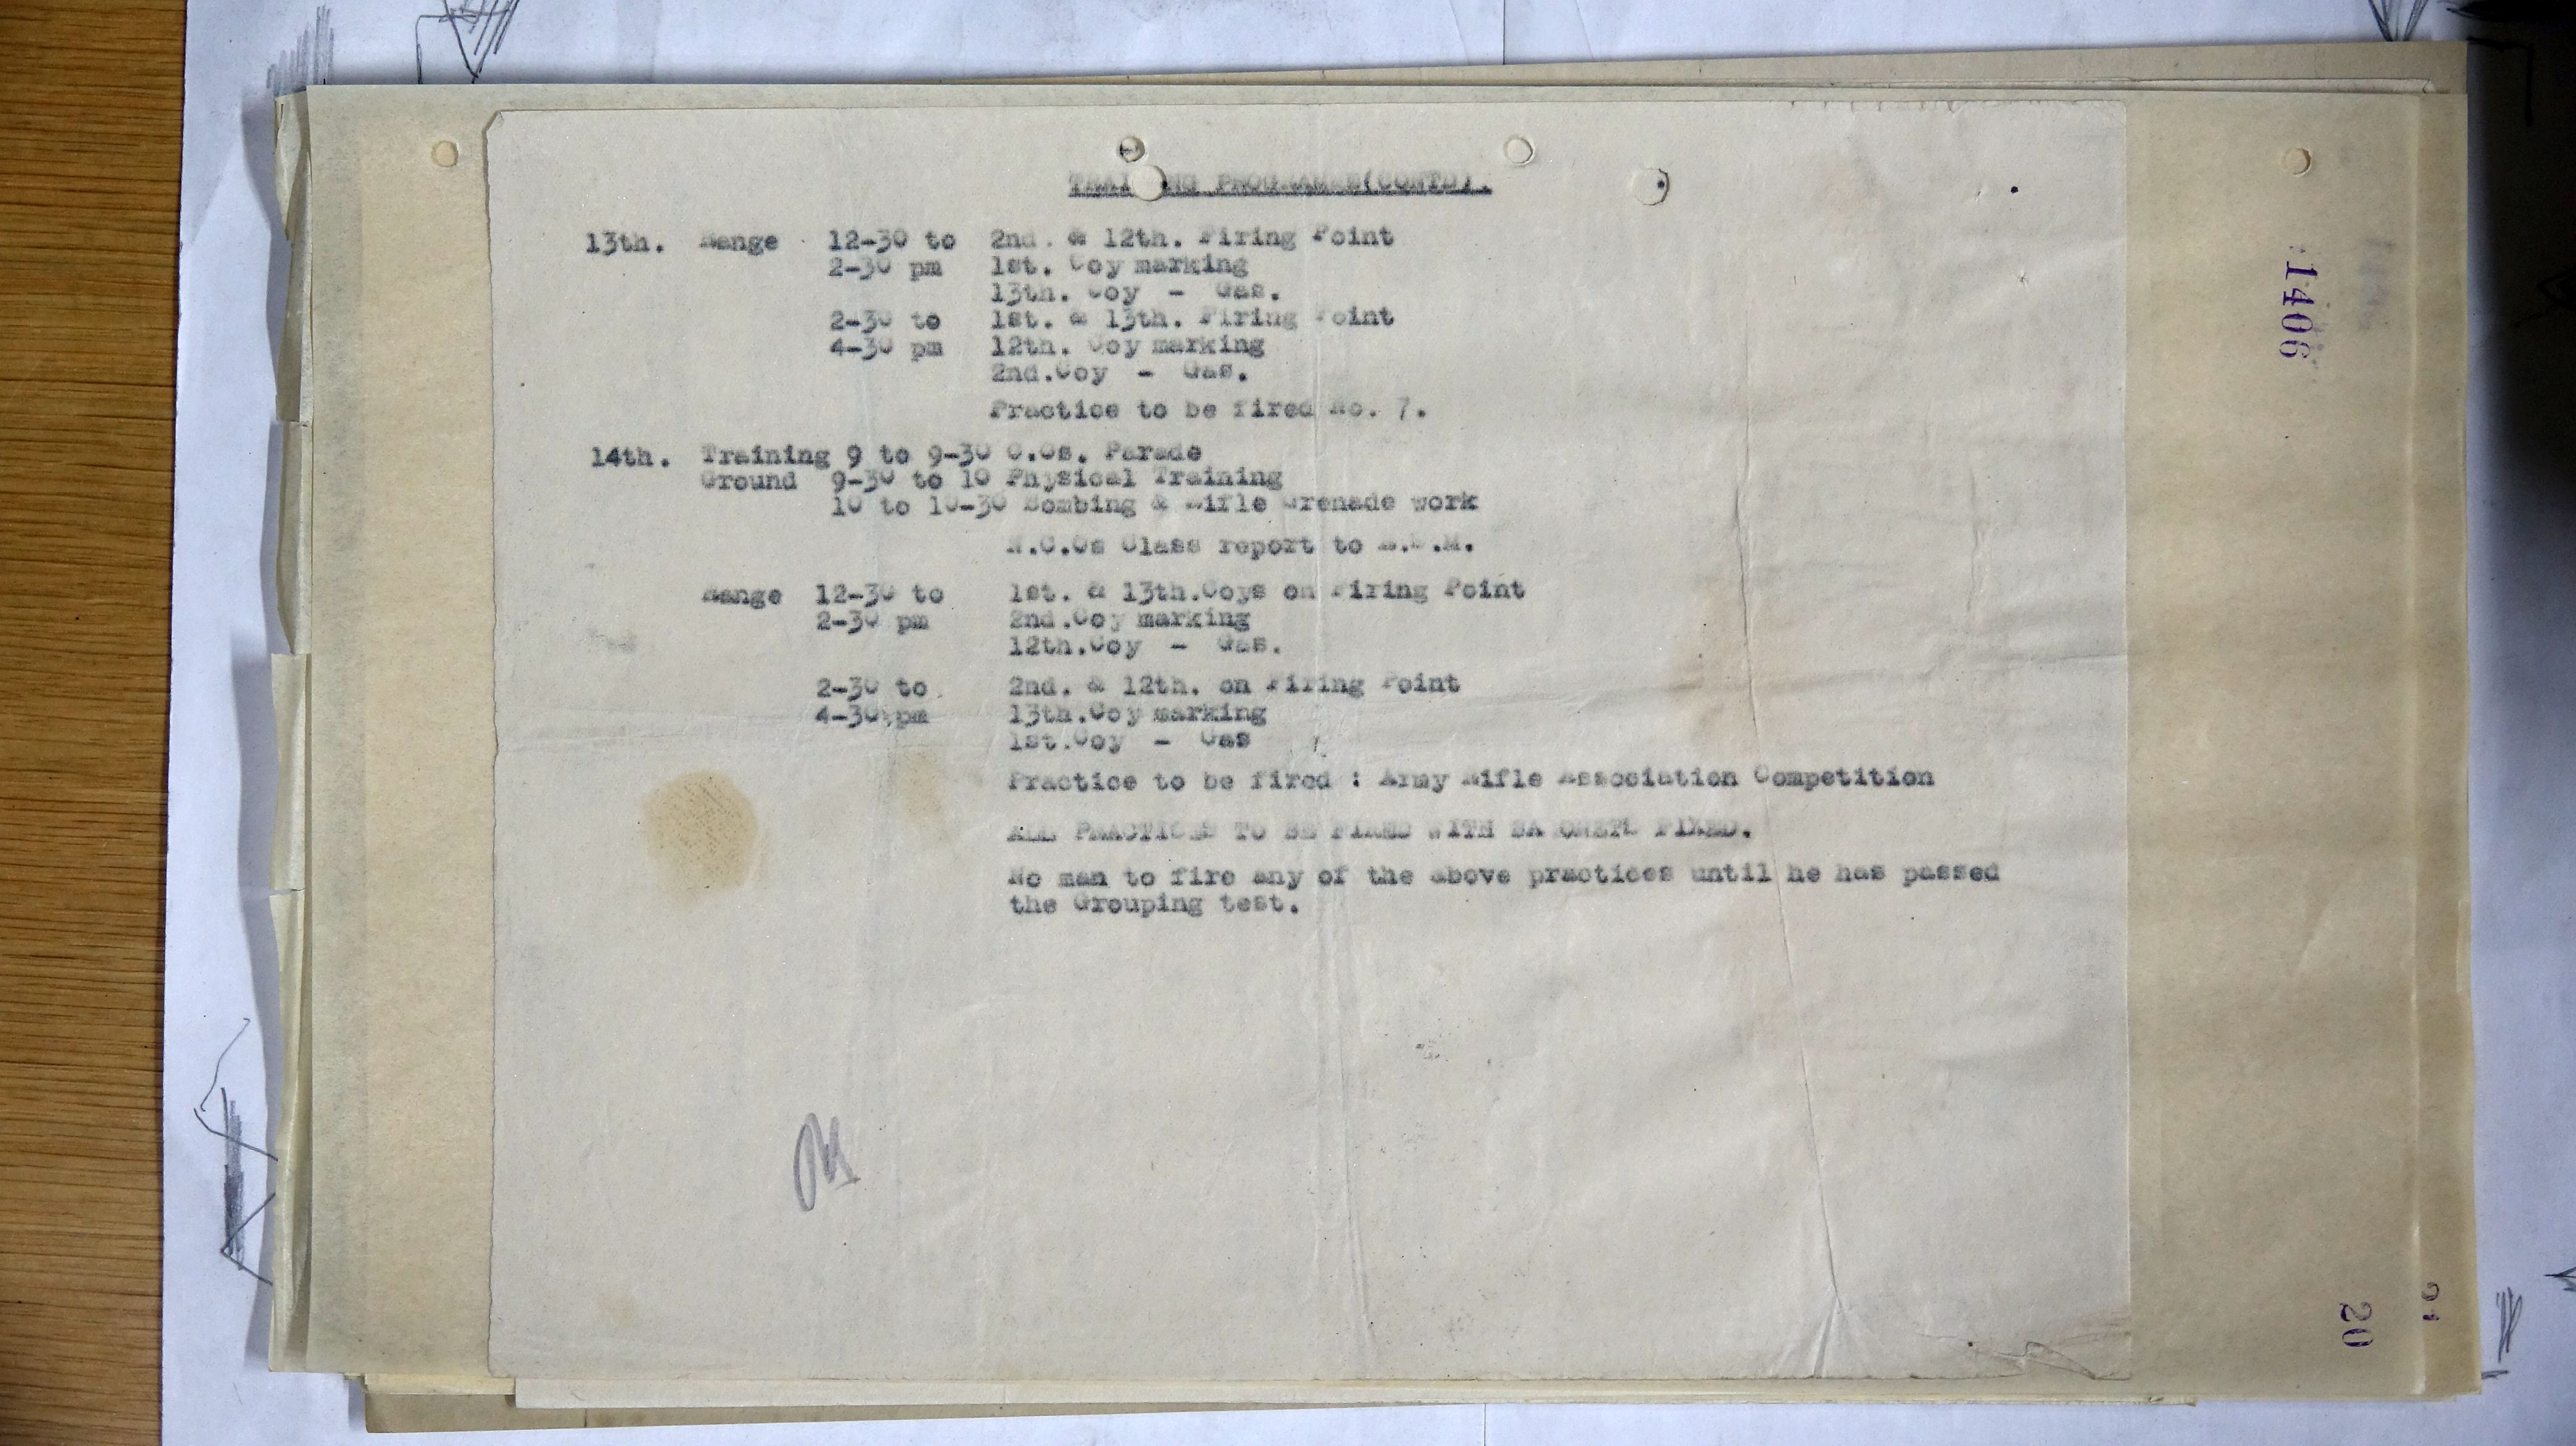 TRAINING PROGRAMME(CONTD).
13th. Range 12-30 to 2nd. & 12th. Firing Point
2-30 pm 1st. Coy marking
13th. Coy - Gas.
2-30 to 1st. & 13th. Firing Point
4-30 pm 12th. Coy marking
2nd.Coy - Gas.
Practice to be fired No. 7.
14th. Training 9 to 9-30 C.Os. Parade
Ground 9-30 to 10 Physical Training
10 to 10-30 Bombing & Rifle Grenade work
N.C.Os Class report to
Range 12-30 to 1st. & 13th.Coys on Firing Point
2-30 pm 2nd.Coy marking
12th.Coy - Gas.
2-30 to 2nd. & 12th. on Firing Point
4-30 pm 13th.Coy marking
1st.Coy - Gas
Practice to be fired : Army Rifle Association Competition
ALL PRACTICES TO BE FIRED WITH BAYONETS FIXED.
No man to fire any of the above practices until he has passed
the Grouping test.
1406
20
21